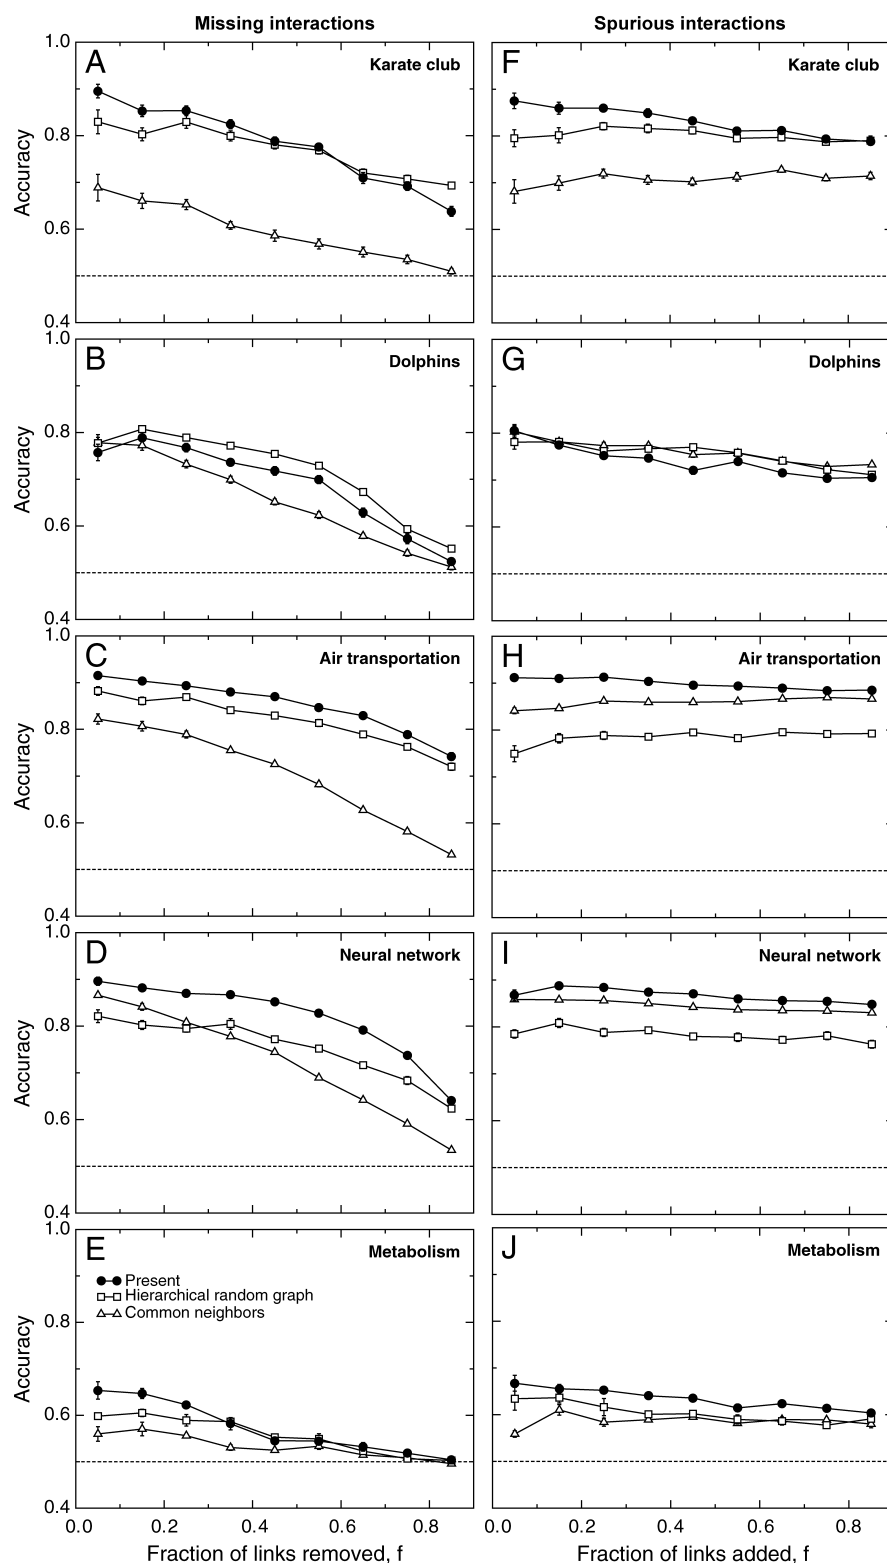 Missing interactions
Spurious interactions
A
Karate club
1.0
0.8
0.6
0.4
Accuracy
F
Karate club
B
Dolphins
1.0
0.8
0.6
0.4
Accuracy
G
Dolphins
C
Air transportation
1.0
0.8
0.6
0.4
Accuracy
H
Air transportation
D
Neural network
1.0
0.8
0.6
0.4
Accuracy
I
Neural network
E
Metabolism
Present
Hierarchical random graph
Common neighbors
1.0
0.8
0.6
0.4
Accuracy
0.0 0.2 0.4 0.6 0.8
Fraction of links removed, f
J
Metabolism
0.0 0.2 0.4 0.6 0.8
Fraction of links added, f